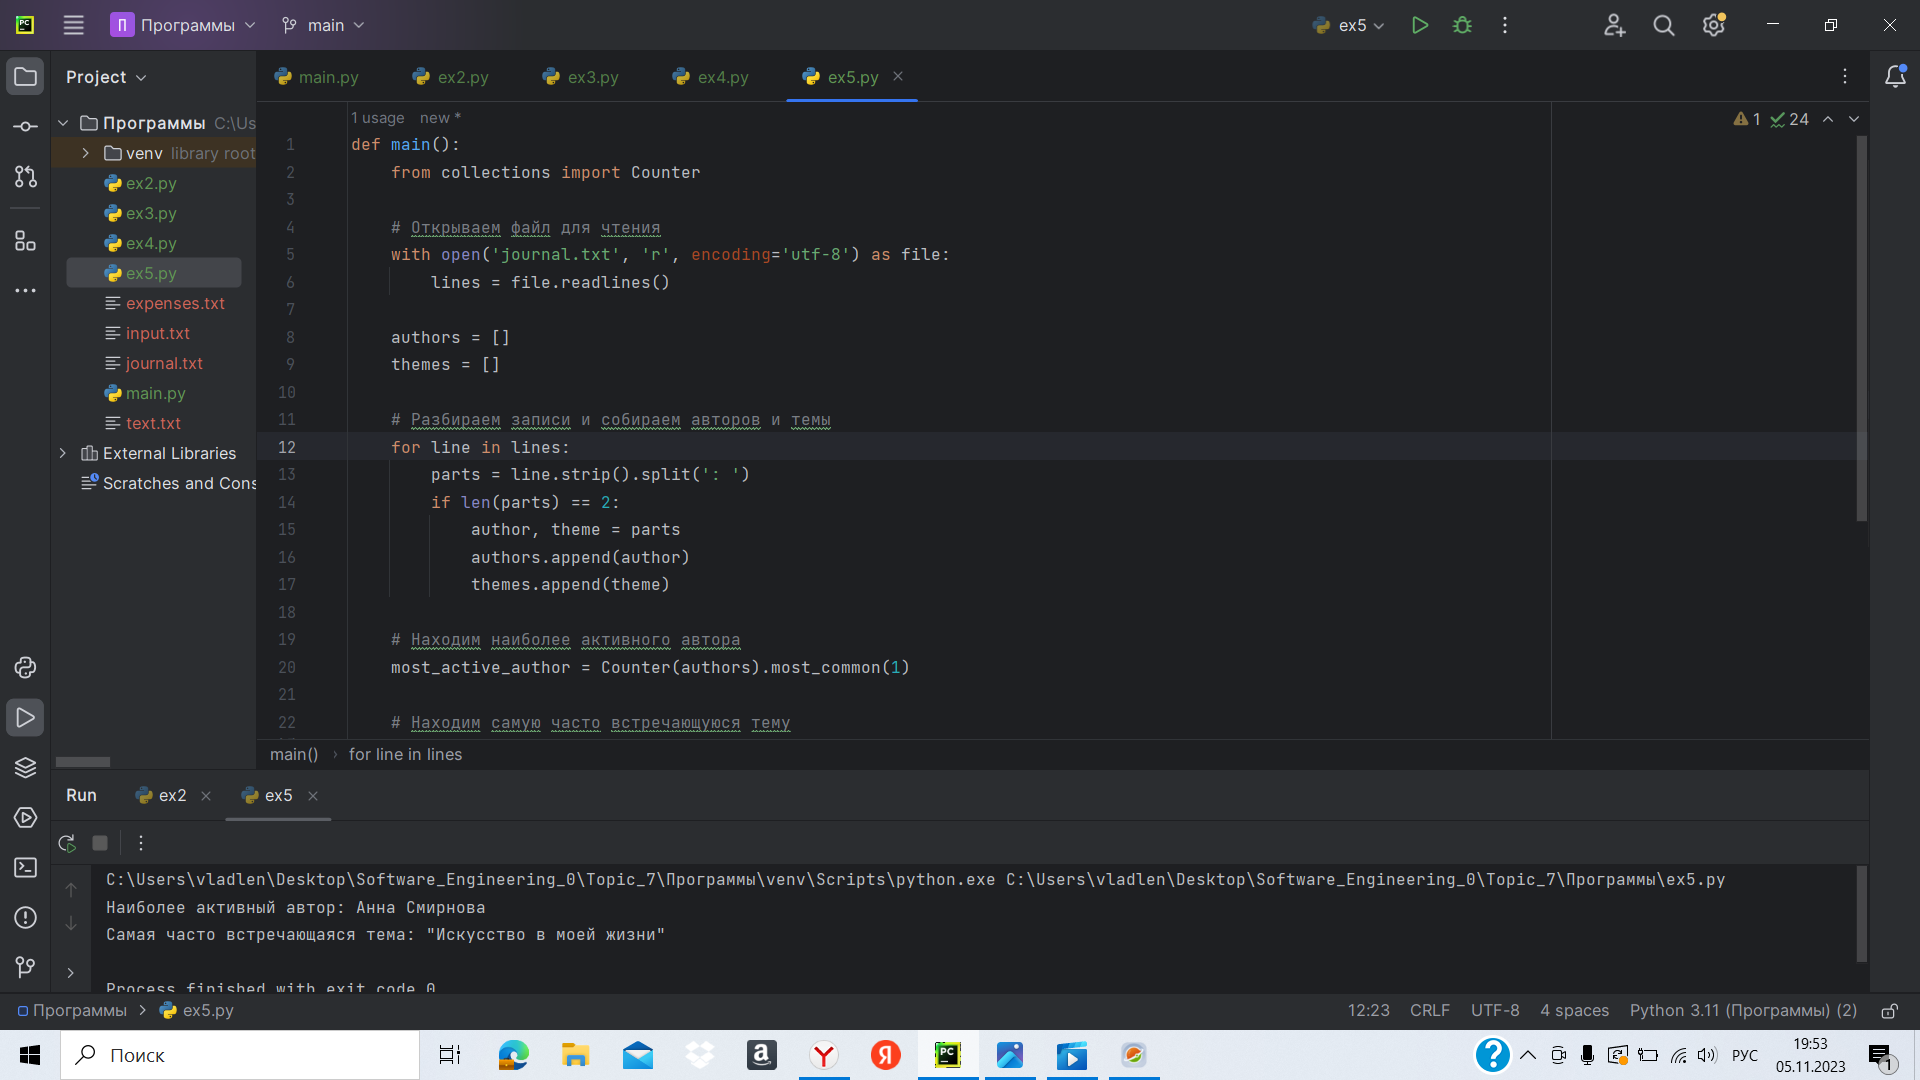 П Программы main ex5
Project main.py ex2.py ex3.py ex4.py ex5.py
Программы C:\Us
venv library root
ex2.py
ex3.py
ex4.py
ex5.py
expenses.txt
input.txt
journal.txt
main.py
text.txt
External Libraries
Scratches and Cons
1 usage new *
1 24
1 def main():
2 from collections import Counter
3
4 # Открываем файл для чтения
5 with open('journal.txt', 'r', encoding='utf-8') as file:
6 lines = file.readlines()
7
8 authors = []
9 themes = []
10
11 # Разбираем записи и собираем авторов и темы
12 for line in lines:
13 parts = line.strip().split(': ')
14 if len(parts) == 2:
15 author, theme = parts
16 authors.append(author)
17 themes.append(theme)
18
19 # Находим наиболее активного автора
20 most_active_author = Counter(authors).most_common(1)
21
22 # Находим самую часто встречающуюся тему
main() › for line in lines
Run ex2 ex5
C:\Users\vladlen\Desktop\Software_Engineering_0\Topic_7\Программы\venv\Scripts\python.exe C:\Users\vladlen\Desktop\Software_Engineering_0\Topic_7\Программы\ex5.py
Наиболее активный автор: Анна Смирнова
Самая часто встречающаяся тема: "Искусство в моей жизни"
Process finished with exit code 0
Программы > ex5.py 12:23 CRLF UTF-8 4 spaces Python 3.11 (Программы) (2)
Поиск
РУС
19:53
05.11.2023
1